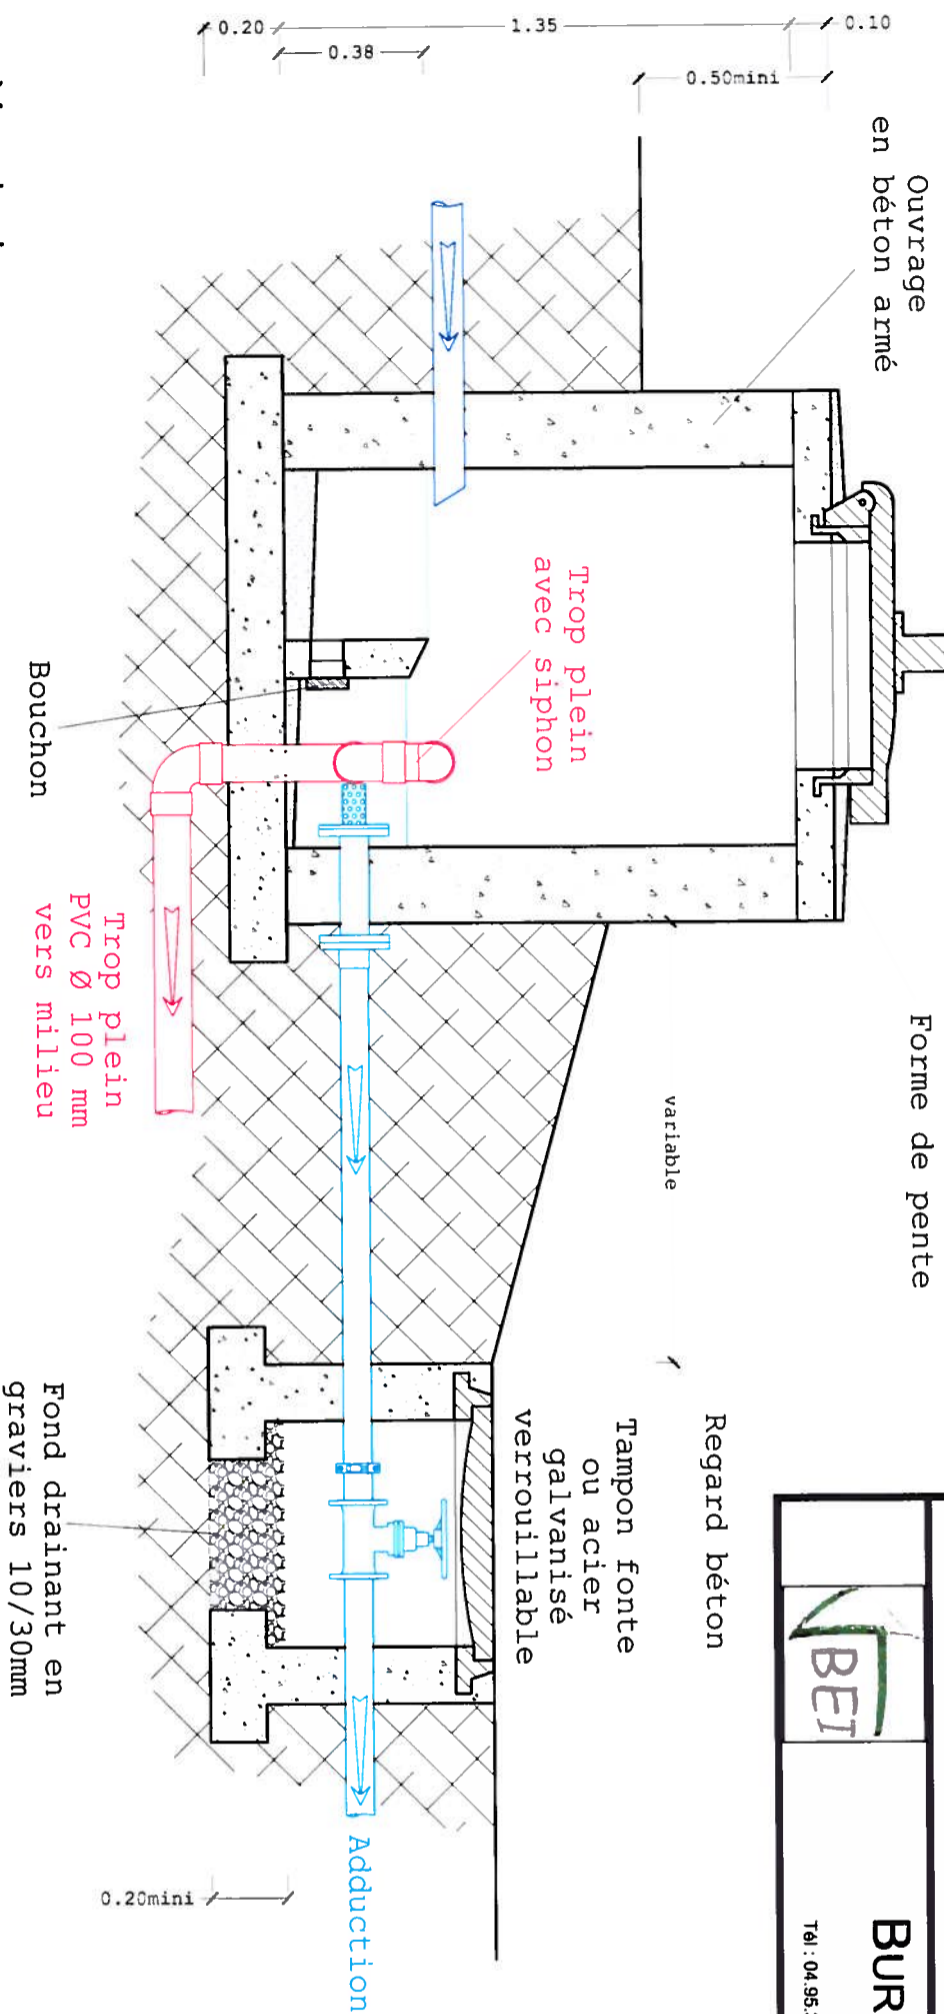 0.20
1.35
0.10
0.38
0.50mini
Ouvrage
en béton armé
Forme de pente
Trop plein
avec siphon
Bouchon
Trop plein
PVC Ø 100 mm
vers milieu
variable
Regard béton
Tampon fonte
ou acier
galvanisé
verrouillable
Fond drainant en
graviers 10/30mm
Adduction
0.20mini
BEI
BUR
Tél : 04.95.